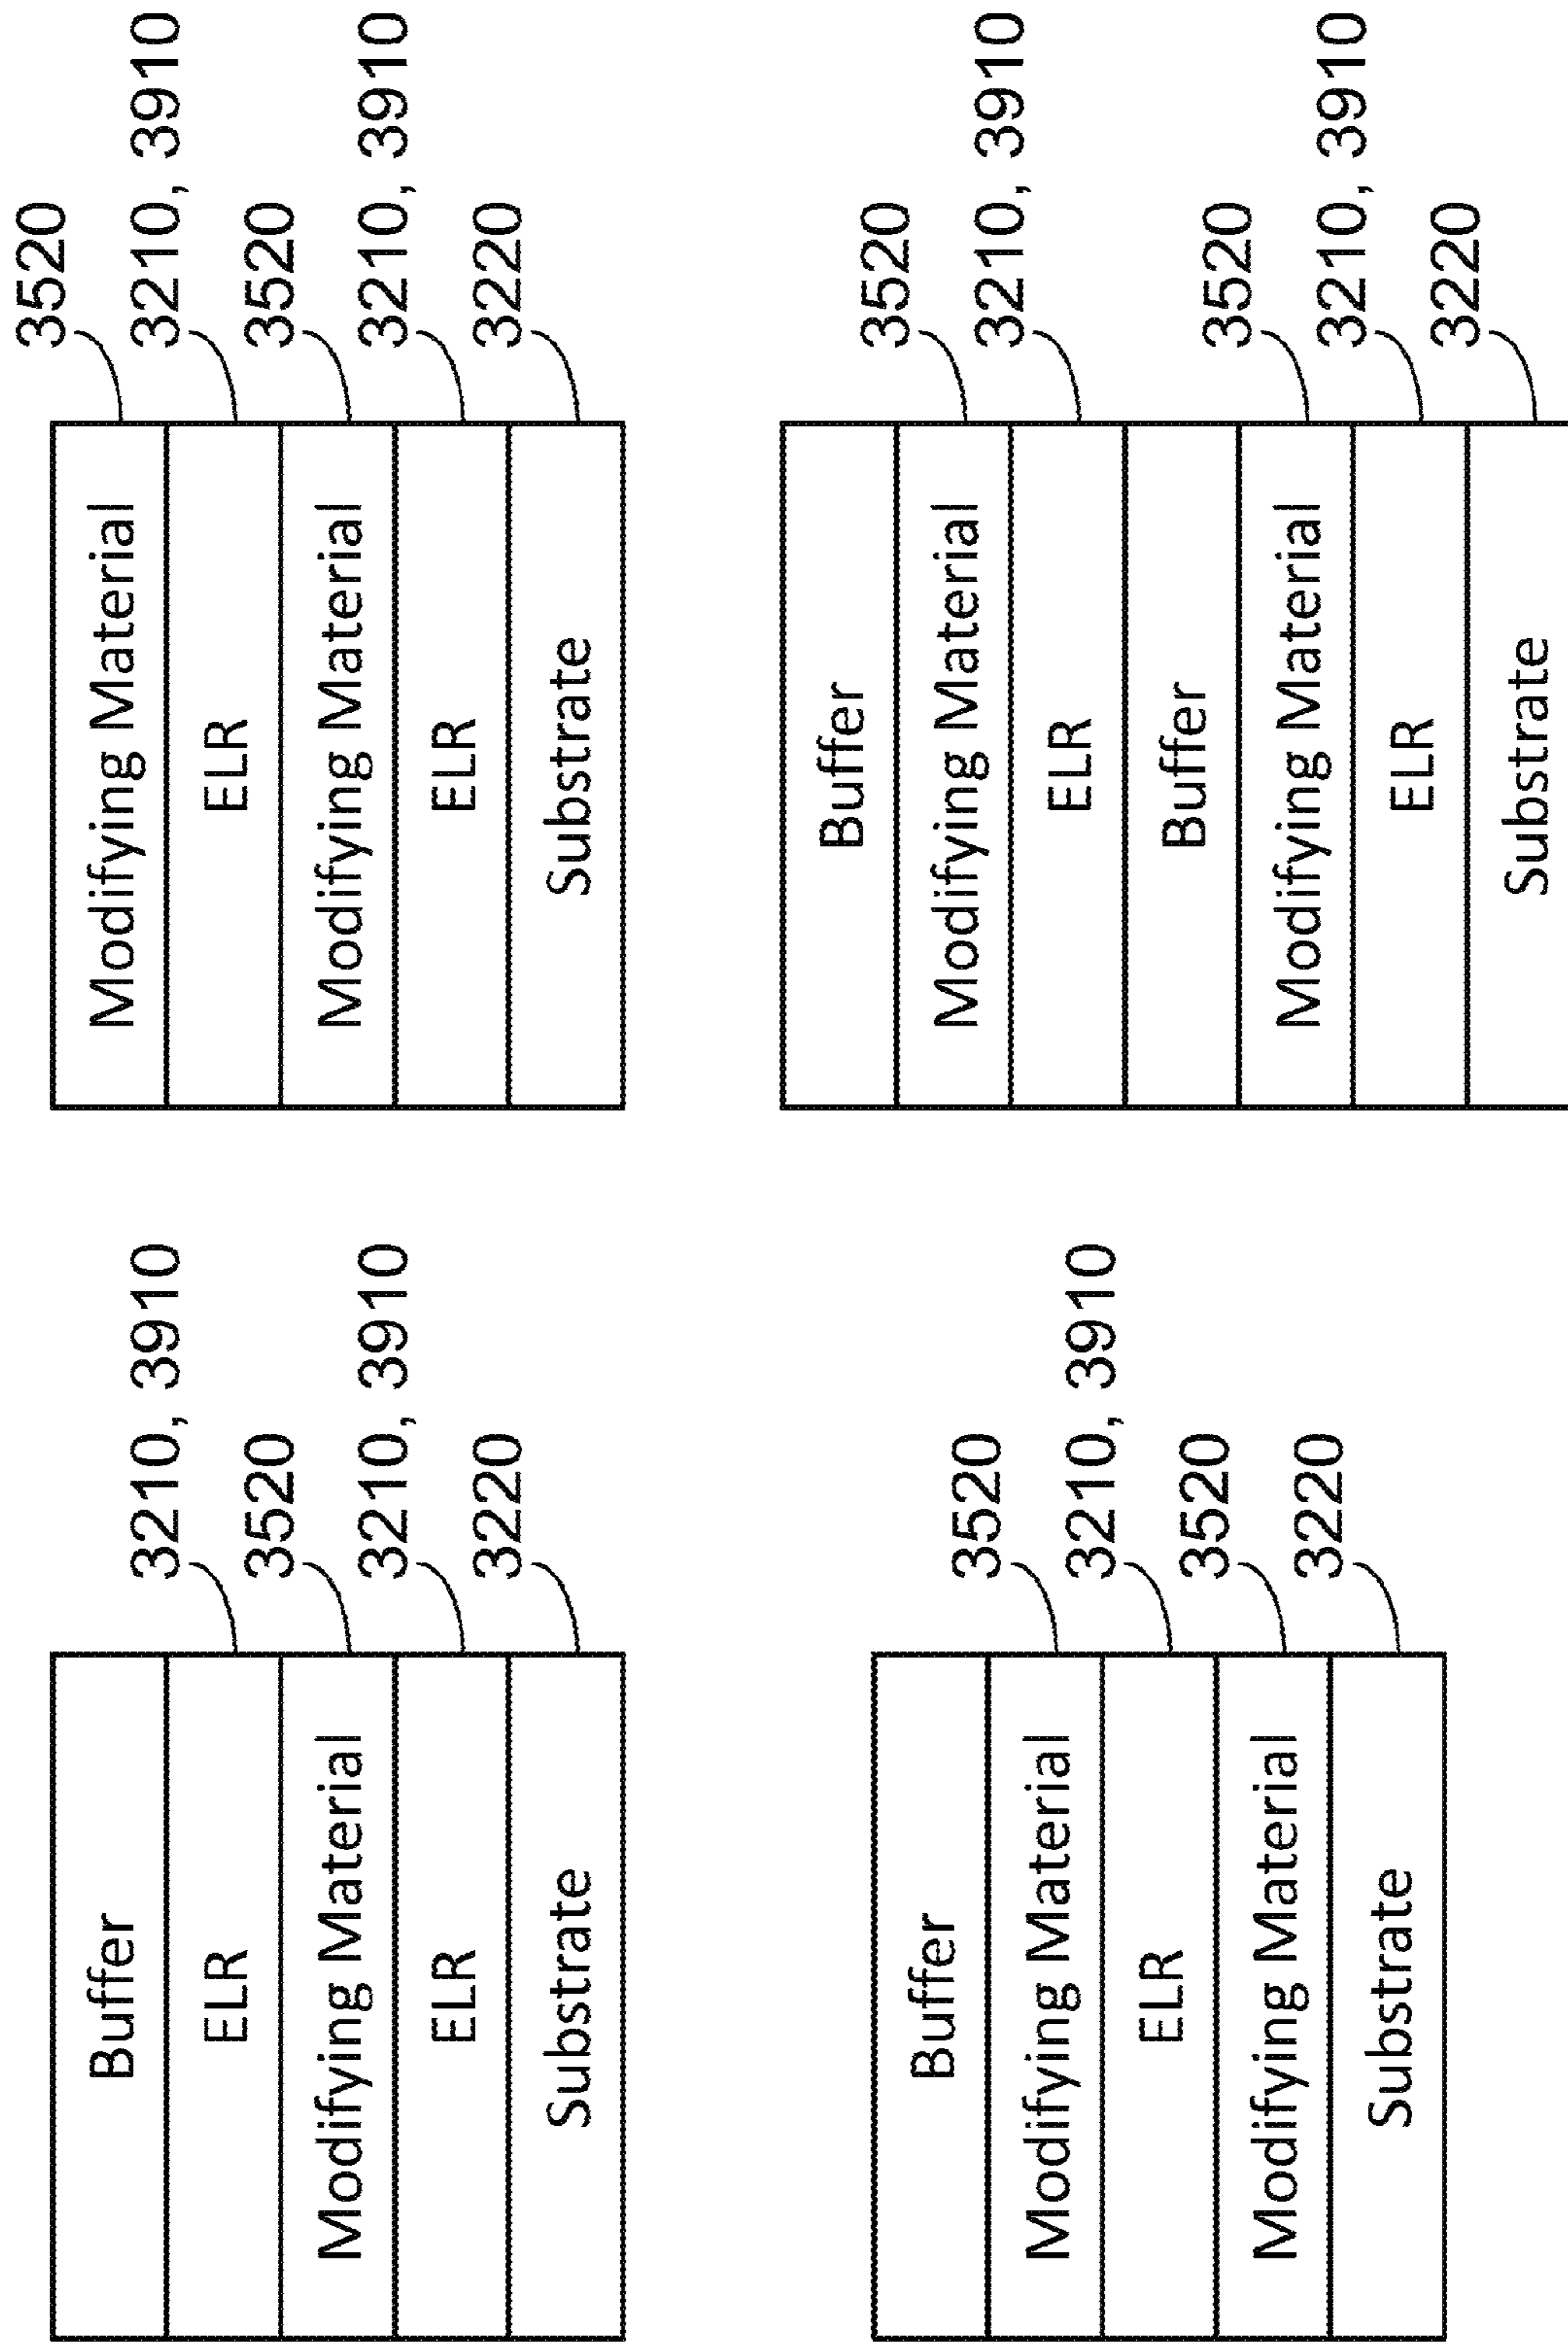 Buffer
ELR 3210, 3910
Modifying Material 3520
ELR 3210, 3910
Substrate 3220
Modifying Material 3520
ELR 3210, 3910
Modifying Material 3520
ELR 3210, 3910
Substrate 3220
Buffer
Modifying Material 3520
ELR 3210, 3910
Modifying Material 3520
Substrate 3220
Buffer
Modifying Material 3520
ELR 3210, 3910
Buffer
Modifying Material 3520
ELR 3210, 3910
Substrate 3220